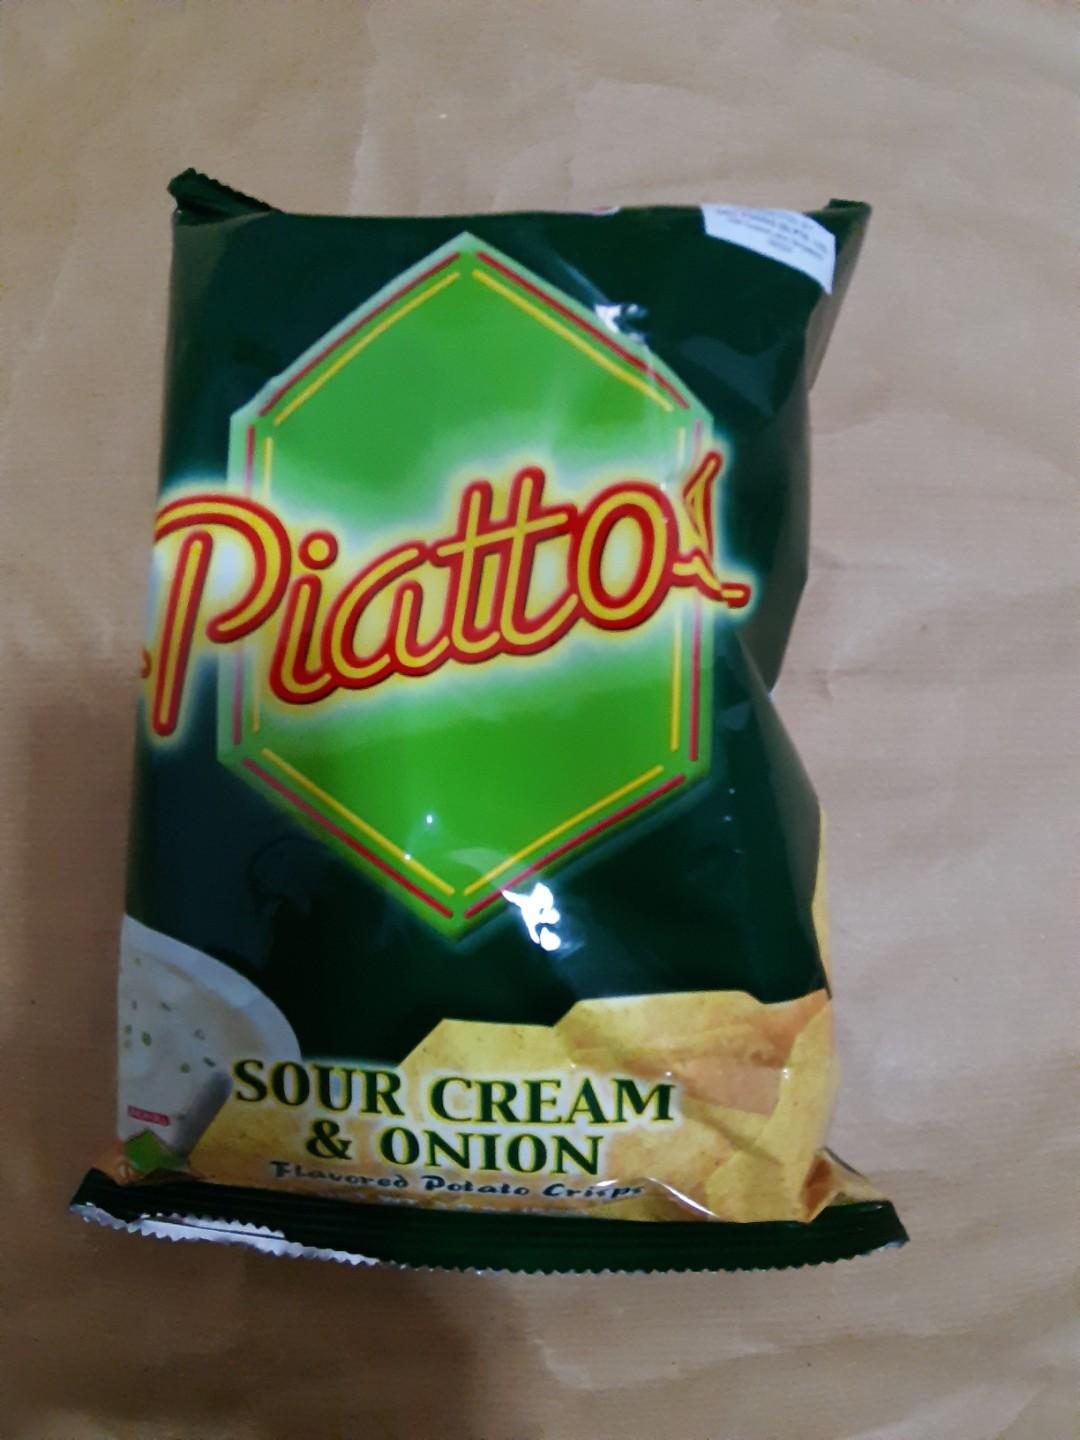 Piattos
SOUR CREAM
& ONION
Flavored Potato Crisps